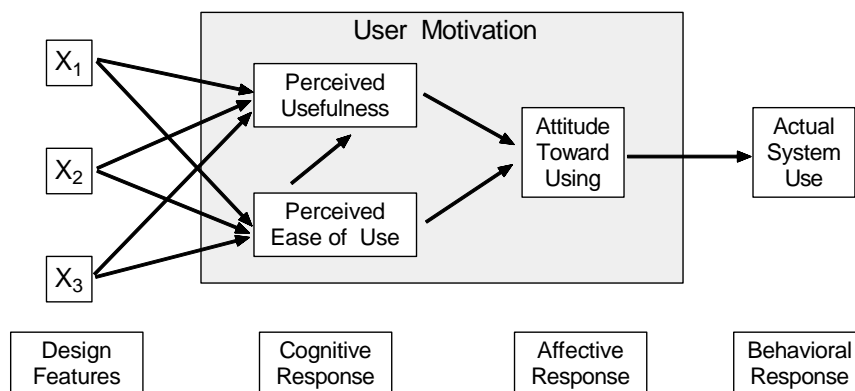 User Motivation
X1
Perceived
Usefulness
X2
Attitude
Toward
Using
Actual
System
Use
Perceived
Ease of Use
X3
Design
Features
Cognitive
Response
Affective
Response
Behavioral
Response